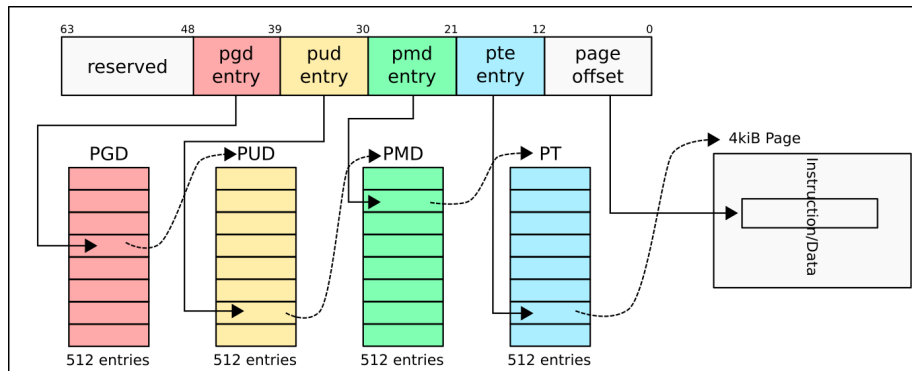 63 48 39 30 21 12 0
reserved
pgd entry
pud entry
pmd entry
pte entry
page offset
PGD
PUD
PMD
PT
4kiB Page
Instruction/Data
512 entries
512 entries
512 entries
512 entries